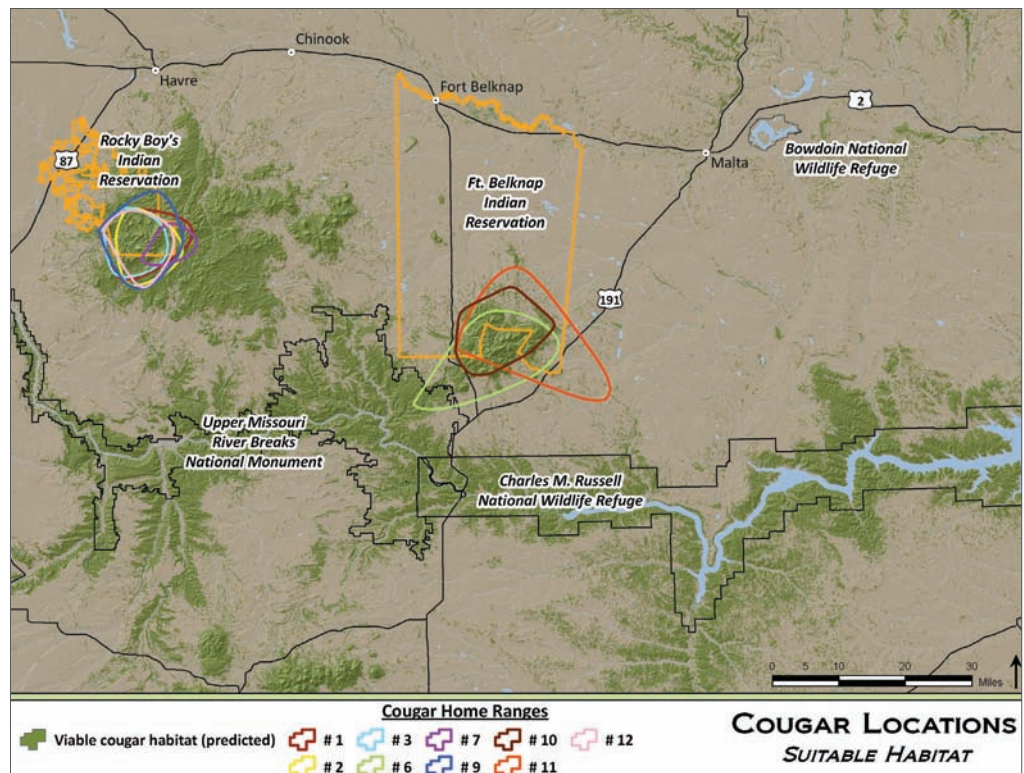 Chinook
Havre
Fort Belknap
2
Rocky Boy's
Indian
Reservation
87
Malta
Bowdoin National
Wildlife Refuge
Ft. Belknap
Indian
Reservation
191
Upper Missouri
River Breaks
National Monument
Charles M. Russell
National Wildlife Refuge
0 5 10 20 30
Miles
Cougar Home Ranges
Viable cougar habitat (predicted) # 1 # 3 # 7 # 10 # 12
# 2 # 6 # 9 # 11
COUGAR LOCATIONS
SUITABLE HABITAT